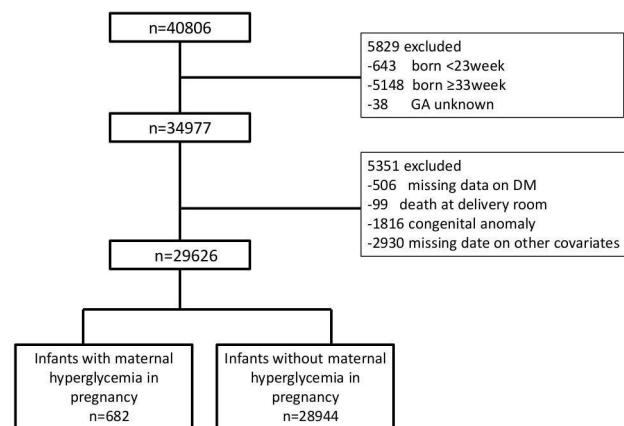 n=40806
5829 excluded
-643 born <23week
-5148 born ≥33week
-38 GA unknown
n=34977
5351 excluded
-506 missing data on DM
-99 death at delivery room
-1816 congenital anomaly
-2930 missing date on other covariates
n=29626
Infants with maternal
hyperglycemia in
pregnancy
n=682
Infants without maternal
hyperglycemia in
pregnancy
n=28944